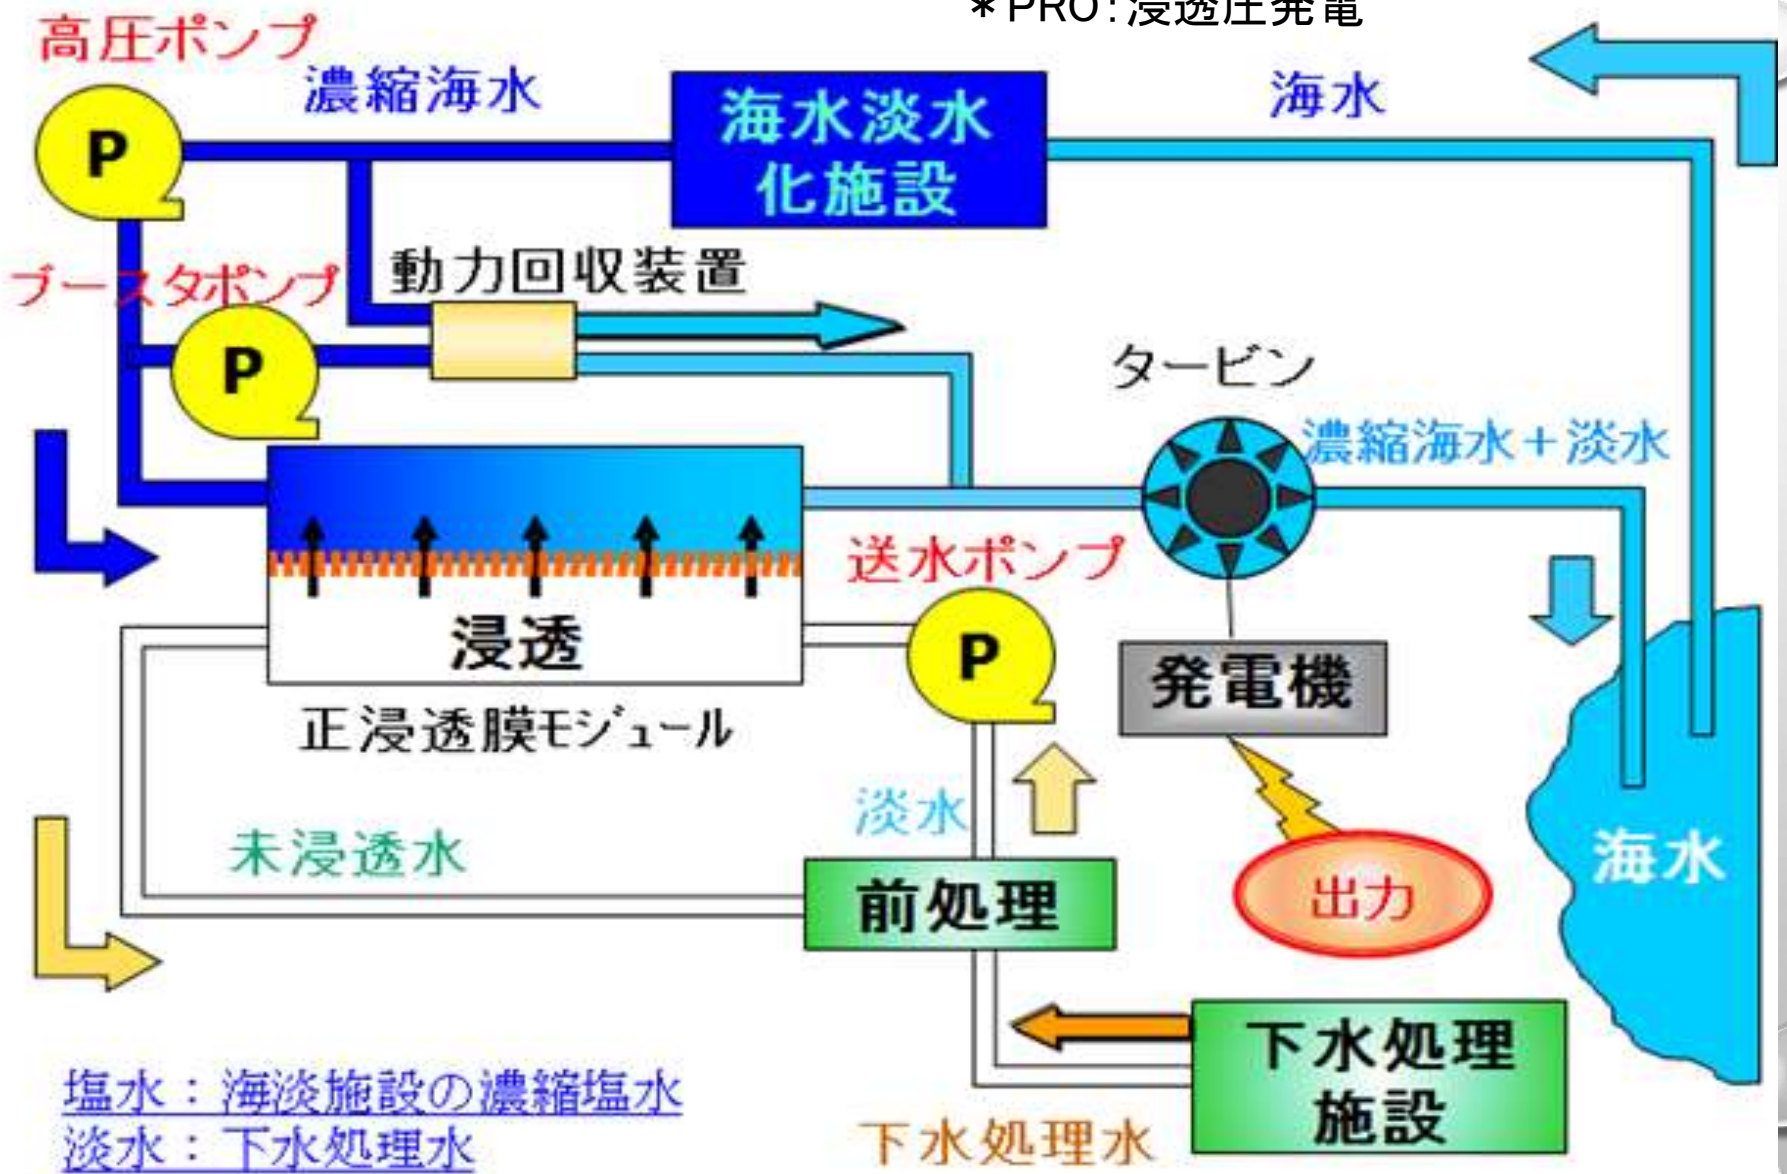 ＊PRO：浸透圧発電
高圧ポンプ
濃縮海水
海水淡水
化施設
海水
P
ブースタポンプ
動力回収装置
P
タービン
濃縮海水＋淡水
送水ポンプ
浸透
P
発電機
正浸透膜モジュール
淡水
未浸透水
海水
前処理
出力
下水処理
施設
塩水：海淡施設の濃縮塩水
淡水：下水処理水
下水処理水